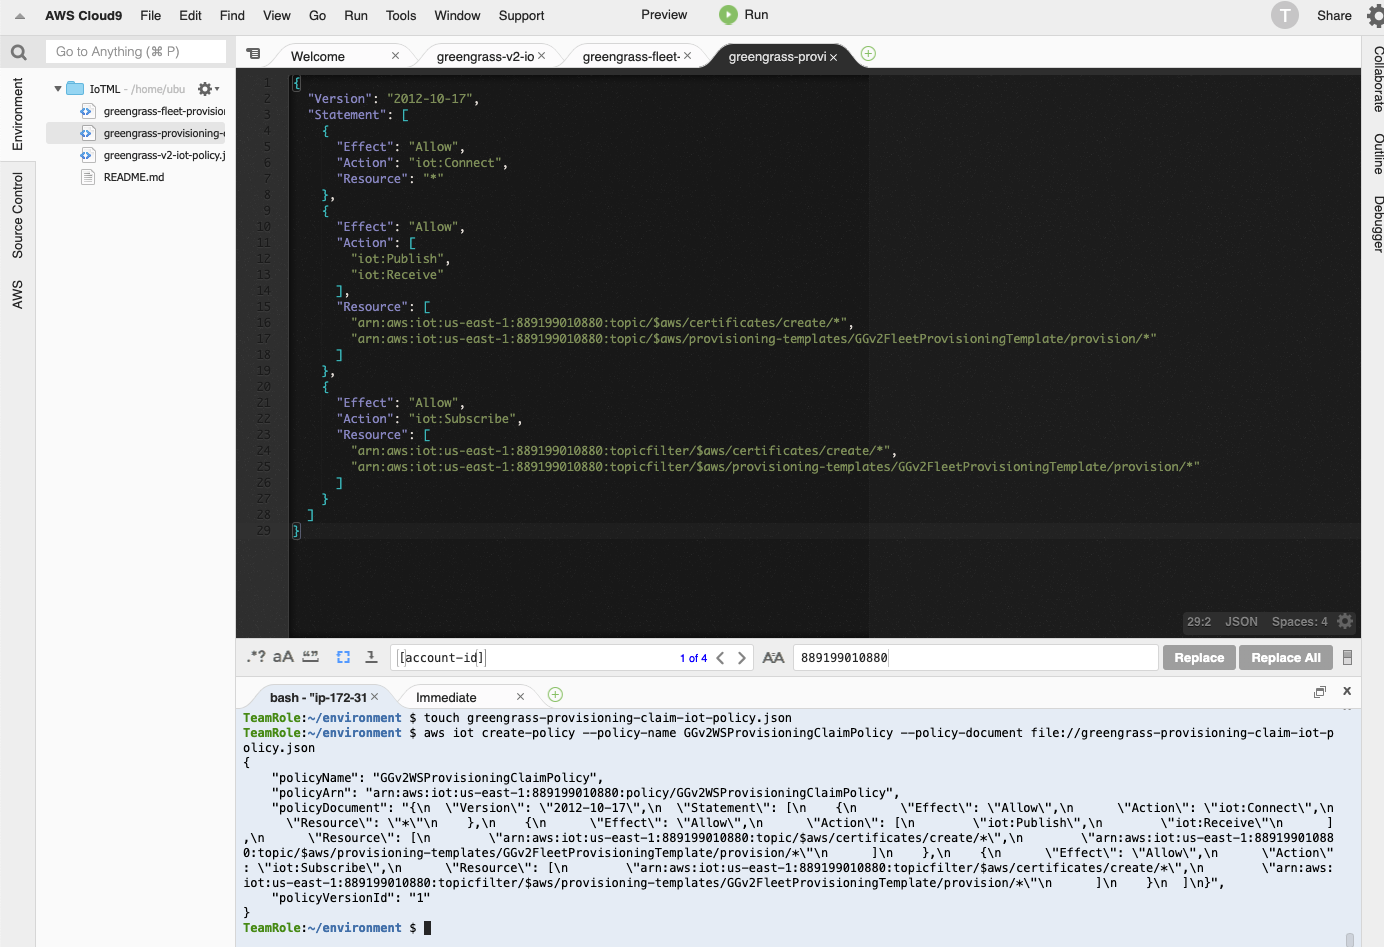 AWS Cloud9 File Edit Find View Go Run Tools Window Support Preview Run T Share
Go to Anything (⌘ P)
Welcome greengrass-v2-io greengrass-fleet- greengrass-provi
Environment
Source Control
AWS
IoTML - /home/ubu
greengrass-fleet-provision
greengrass-provisioning-c
greengrass-v2-iot-policy.j
README.md
Collaborate
Outline
Debugger
1 {
2 "Version": "2012-10-17",
3 "Statement": [
4 {
5 "Effect": "Allow",
6 "Action": "iot:Connect",
7 "Resource": "*"
8 },
9 {
10 "Effect": "Allow",
11 "Action": [
12 "iot:Publish",
13 "iot:Receive"
14 ],
15 "Resource": [
16 "arn:aws:iot:us-east-1:889199010880:topic/$aws/certificates/create/*",
17 "arn:aws:iot:us-east-1:889199010880:topic/$aws/provisioning-templates/GGv2FleetProvisioningTemplate/provision/*"
18 ]
19 },
20 {
21 "Effect": "Allow",
22 "Action": "iot:Subscribe",
23 "Resource": [
24 "arn:aws:iot:us-east-1:889199010880:topicfilter/$aws/certificates/create/*",
25 "arn:aws:iot:us-east-1:889199010880:topicfilter/$aws/provisioning-templates/GGv2FleetProvisioningTemplate/provision/*"
26 ]
27 }
28 ]
29 }
29:2 JSON Spaces: 4
.*? aA [account-id] 1 of 4 AA 889199010880 Replace Replace All
bash - "ip-172-31 Immediate
TeamRole:~/environment $ touch greengrass-provisioning-claim-iot-policy.json
TeamRole:~/environment $ aws iot create-policy --policy-name GGv2WSProvisioningClaimPolicy --policy-document file://greengrass-provisioning-claim-iot-p
olicy.json
{
"policyName": "GGv2WSProvisioningClaimPolicy",
"policyArn": "arn:aws:iot:us-east-1:889199010880:policy/GGv2WSProvisioningClaimPolicy",
"policyDocument": "{\n \"Version\": \"2012-10-17\",\n \"Statement\": [\n {\n \"Effect\": \"Allow\",\n \"Action\": \"iot:Connect\",\n
\"Resource\": \"*\"\n },\n {\n \"Effect\": \"Allow\",\n \"Action\": [\n \"iot:Publish\",\n \"iot:Receive\"\n ]
,\n \"Resource\": [\n \"arn:aws:iot:us-east-1:889199010880:topic/$aws/certificates/create/*\",\n \"arn:aws:iot:us-east-1:88919901088
0:topic/$aws/provisioning-templates/GGv2FleetProvisioningTemplate/provision/*\"\n ]\n },\n {\n \"Effect\": \"Allow\",\n \"Action\"
: \"iot:Subscribe\",\n \"Resource\": [\n \"arn:aws:iot:us-east-1:889199010880:topicfilter/$aws/certificates/create/*\",\n \"arn:aws:
iot:us-east-1:889199010880:topicfilter/$aws/provisioning-templates/GGv2FleetProvisioningTemplate/provision/*\"\n ]\n }\n ]\n}",
"policyVersionId": "1"
}
TeamRole:~/environment $